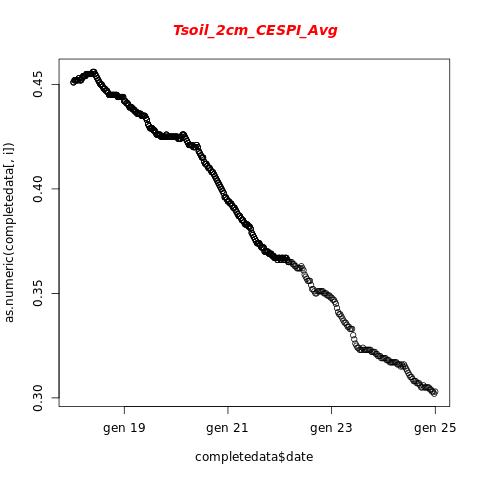 Tsoil_2cm_CESPI_Avg
as.numeric(completedata[, i])
0.45
0.40
0.35
0.30
gen 19
gen 21
gen 23
gen 25
completedata$date